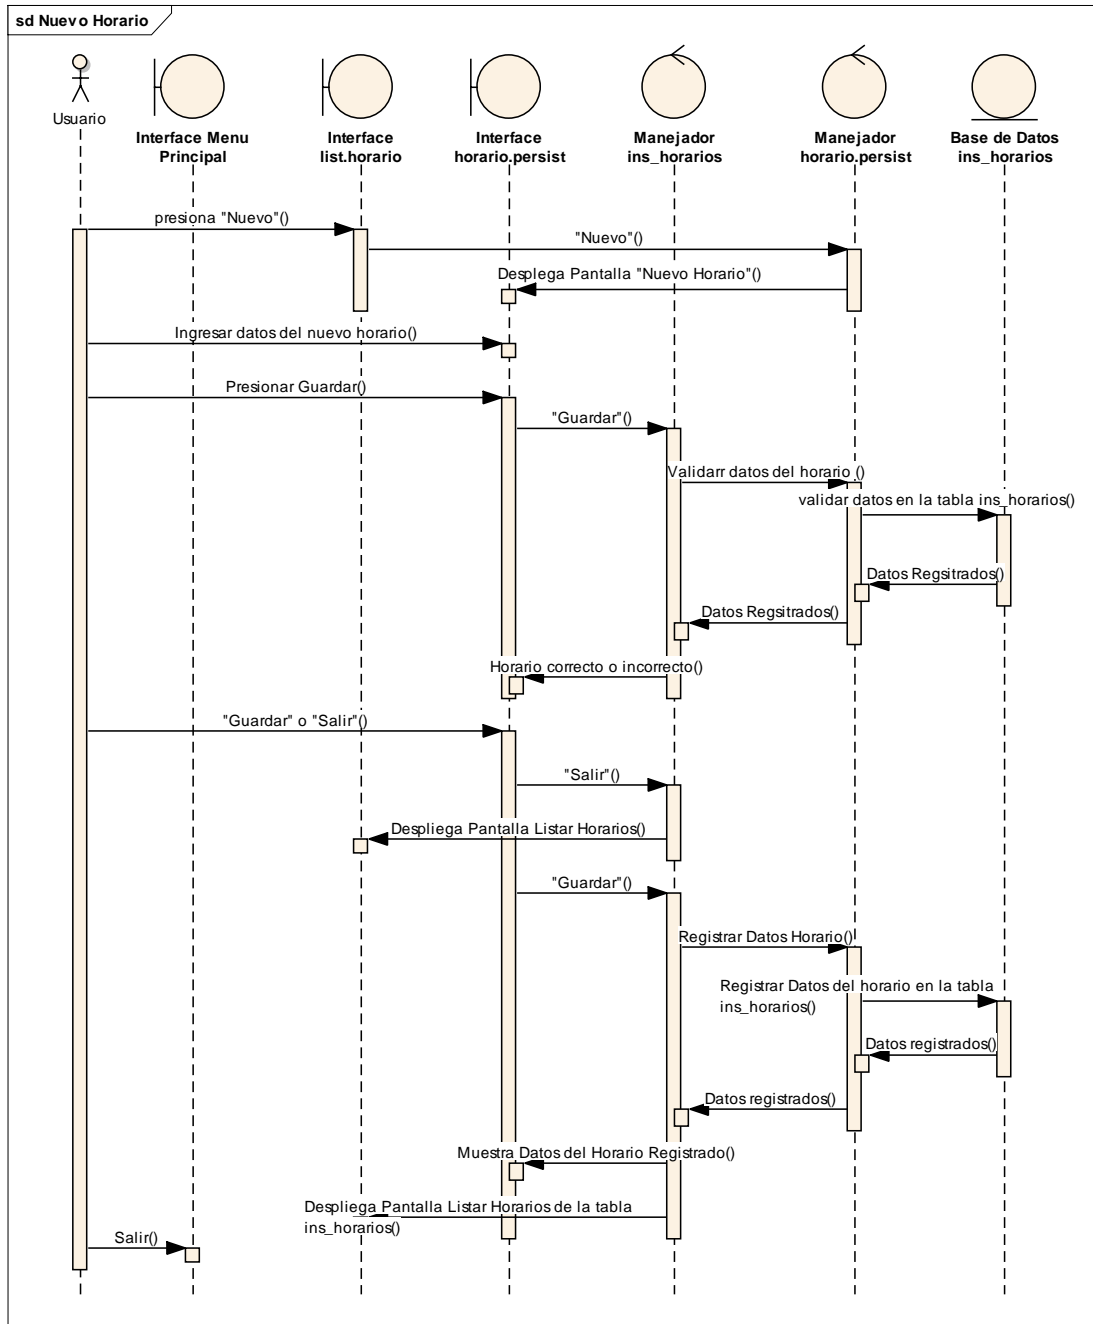 sd Nuevo Horario
Usuario
Interface Menu
Principal
Interface
list.horario
Interface
horario.persist
Manejador
ins_horarios
Manejador
horario.persist
Base de Datos
ins_horarios
presiona "Nuevo"()
"Nuevo"()
Desplega Pantalla "Nuevo Horario"()
Ingresar datos del nuevo horario()
Presionar Guardar()
"Guardar"()
Validarr datos del horario ()
validar datos en la tabla ins_horarios()
Datos Regsitrados()
Datos Regsitrados()
Horario correcto o incorrecto()
"Guardar" o "Salir"()
"Salir"()
Despliega Pantalla Listar Horarios()
"Guardar"()
Registrar Datos Horario()
Registrar Datos del horario en la tabla
ins_horarios()
Datos registrados()
Datos registrados()
Muestra Datos del Horario Registrado()
Despliega Pantalla Listar Horarios de la tabla
ins_horarios()
Salir()